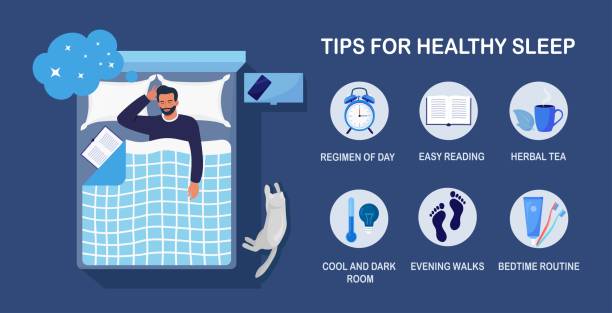 TIPS FOR HEALTHY SLEEP
REGIMEN OF DAY
EASY READING
HERBAL TEA
COOL AND DARK
ROOM
EVENING WALKS
BEDTIME ROUTINE